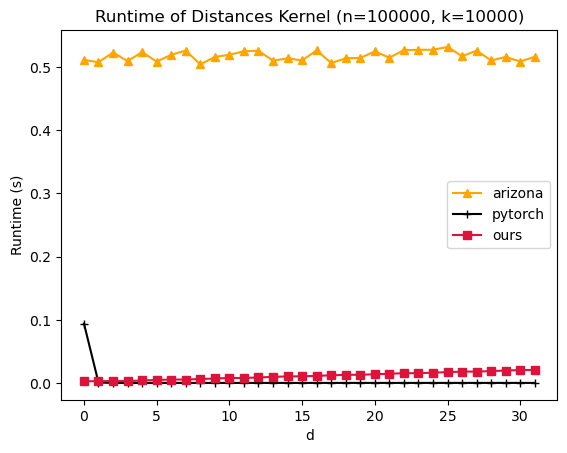 Runtime of Distances Kernel (n=100000, k=10000)
Runtime (s)
0.5
0.4
0.3
0.2
0.1
0.0
arizona
pytorch
ours
0 5 10 15 20 25 30
d